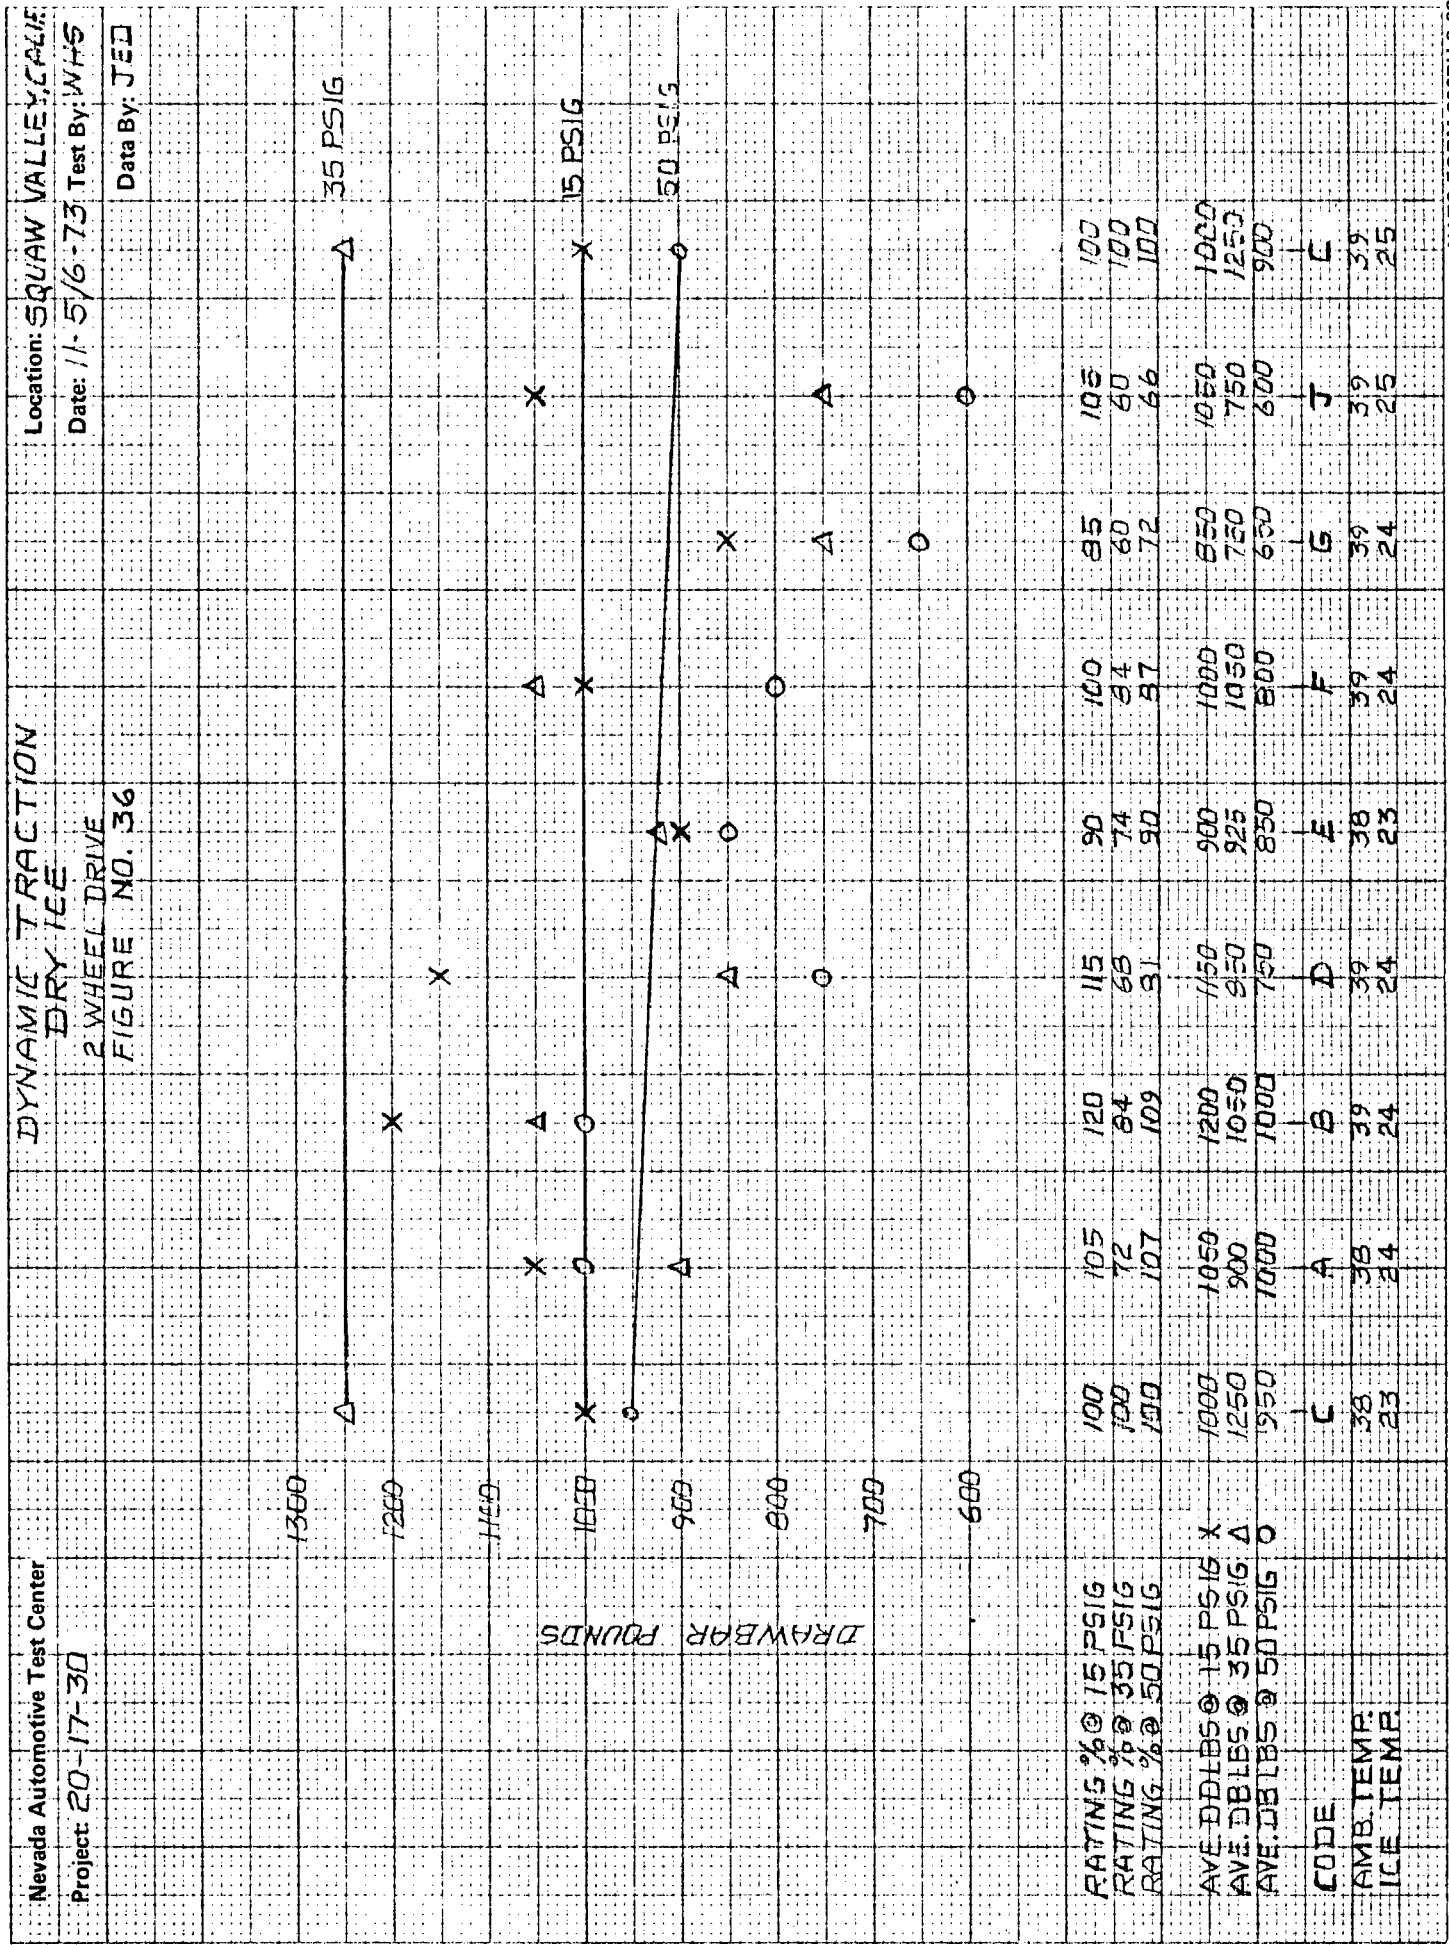 Nevada Automotive Test Center
Project: 20-17-30
DYNAMIC TRACTION
DRY ICE
2 WHEEL DRIVE
FIGURE NO. 36
Location: SQUAW VALLEY, CALIF.
Date: 11-5/6-73 Test By: WHS
Data By: JED
1300
1200
1100
1000
900
800
700
600
DRAWBAR POUNDS
35 PSIG
15 PSIG
50 PSIG
RATING % @ 15 PSIG 100 105 120 115 90 100 85 105 100
RATING % @ 35 PSIG 100 72 84 68 74 84 60 60 100
RATING % @ 50 PSIG 100 107 109 81 90 87 72 66 100
AVE. DBLBS @ 15 PSIG X 1000 1050 1200 1150 900 1000 850 1050 1000
AVE. DBLBS @ 35 PSIG Δ 1250 900 1050 850 925 1050 750 750 1250
AVE. DBLBS @ 50 PSIG O 950 1000 1000 750 850 800 650 600 900
CODE C A B D E F G J C
AMB. TEMP. 38 38 39 39 38 39 39 39 39
ICE TEMP. 23 24 24 24 23 24 24 25 25